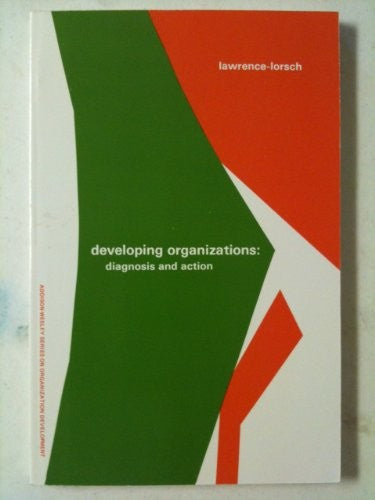 lawrence-lorsch
developing organizations:
diagnosis and action
ADDISON-WESLEY SERIES ON ORGANIZATION DEVELOPMENT